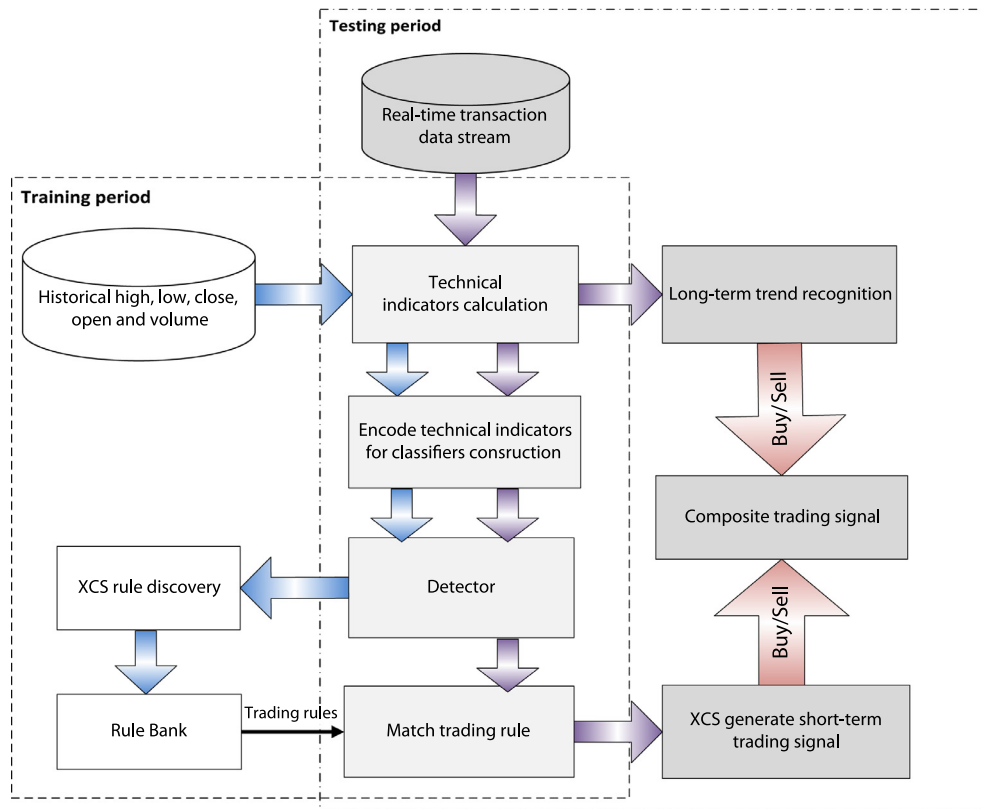 Testing period
Real-time transaction
data stream
Training period
Historical high, low, close,
open and volume
Technical
indicators calculation
Long-term trend recognition
Buy/Sell
Encode technical indicators
for classifiers consruction
Composite trading signal
XCS rule discovery
Detector
Buy/Sell
Rule Bank
Trading rules
Match trading rule
XCS generate short-term
trading signal